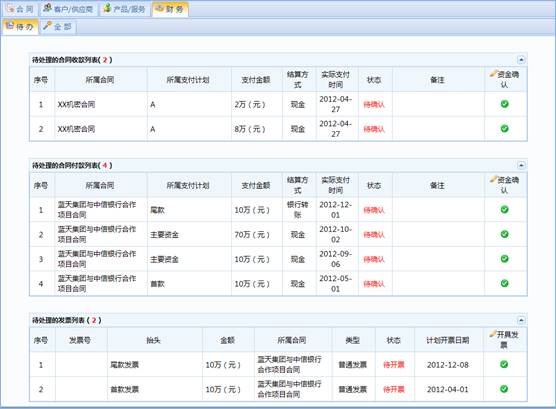 合 同 客户/供应商 产品/服务 财 务
待 办 全 部
待处理的合同收款列表( 2 )
序号 所属合同 所属支付计划 支付金额 结算方式 实际支付时间 状态 备注 资金确认
1 XX机密合同 A 2万（元） 现金 2012-04-27 待确认
2 XX机密合同 A 8万（元） 现金 2012-04-27 待确认
待处理的合同付款列表( 4 )
序号 所属合同 所属支付计划 支付金额 结算方式 实际支付时间 状态 备注 资金确认
1 蓝天集团与中信银行合作项目合同 尾款 10万（元） 银行转账 2012-12-01 待确认
2 蓝天集团与中信银行合作项目合同 主要资金 70万（元） 现金 2012-10-02 待确认
3 蓝天集团与中信银行合作项目合同 主要资金 10万（元） 现金 2012-09-06 待确认
4 蓝天集团与中信银行合作项目合同 首款 10万（元） 现金 2012-05-01 待确认
待处理的发票列表 ( 2 )
序号 发票号 抬头 金额 所属合同 类型 状态 计划开票日期 开具发票
1 尾款发票 10万（元） 蓝天集团与中信银行合作项目合同 普通发票 待开票 2012-12-08
2 首款发票 10万（元） 蓝天集团与中信银行合作项目合同 普通发票 待开票 2012-04-01